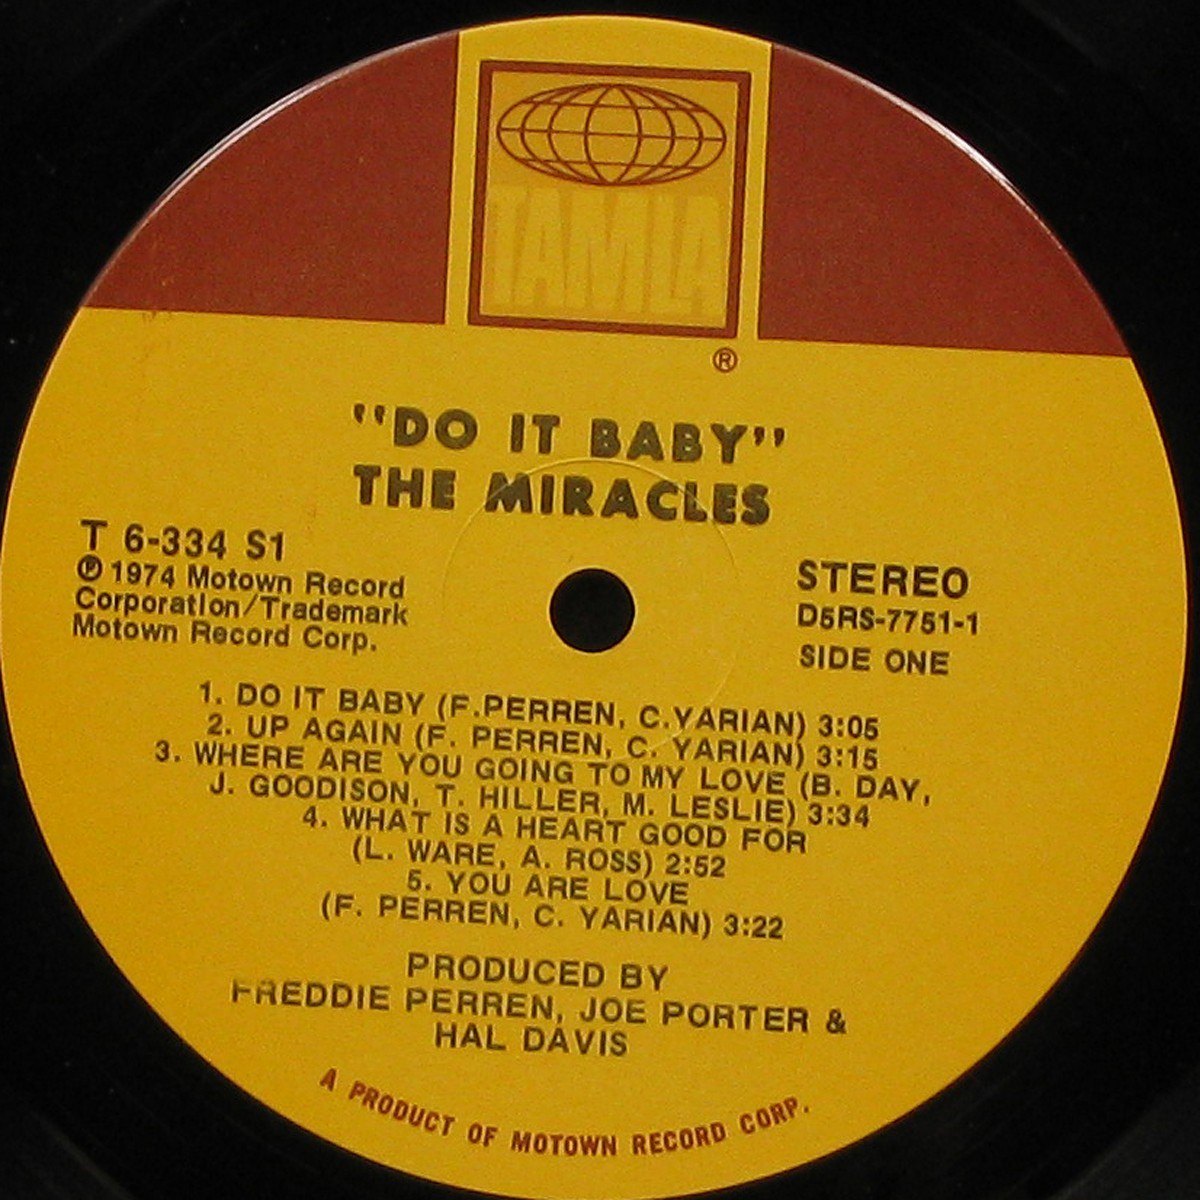 TAMLA
®
"DO IT BABY"
THE MIRACLES
T 6-334 S1
℗ 1974 Motown Record
Corporation/Trademark
Motown Record Corp.
STEREO
D5RS-7751-1
SIDE ONE
1. DO IT BABY (F.PERREN, C.YARIAN) 3:05
2. UP AGAIN (F. PERREN, C. YARIAN) 3:15
3. WHERE ARE YOU GOING TO MY LOVE (B. DAY,
J. GOODISON, T. HILLER, M. LESLIE) 3:34
4. WHAT IS A HEART GOOD FOR
(L. WARE, A. ROSS) 2:52
5. YOU ARE LOVE
(F. PERREN, C. YARIAN) 3:22
PRODUCED BY
FREDDIE PERREN, JOE PORTER &
HAL DAVIS
A PRODUCT OF MOTOWN RECORD CORP.